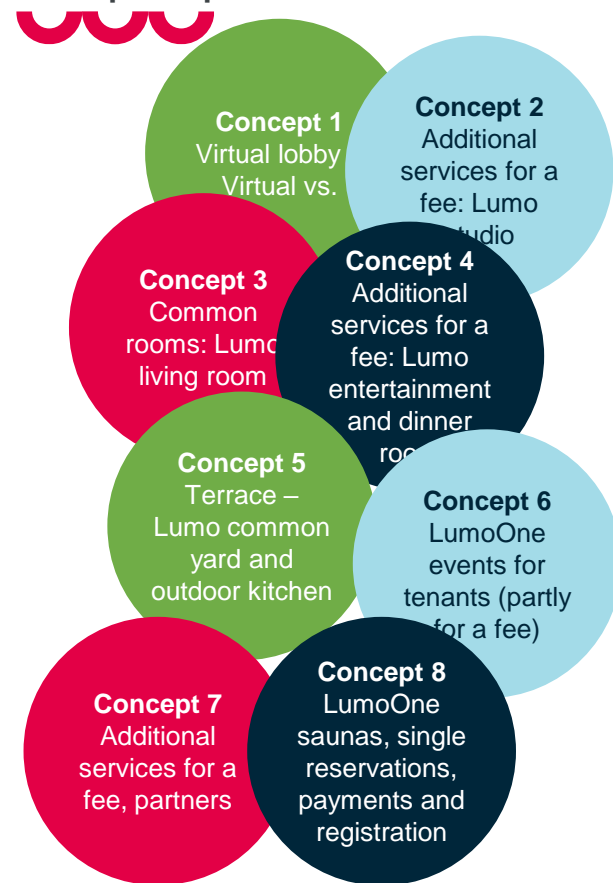 Concept 1
Virtual lobby
Virtual vs.
Concept 2
Additional
services for a
fee: Lumo
Concept 3
Common
rooms: Lumo
living room
Concept 4
Additional
services for a
fee: Lumo
entertainment
and dinner
Concept 5
Terrace –
Lumo common
yard and
outdoor kitchen
Concept 6
LumoOne
events for
tenants (partly
for a fee)
Concept 7
Additional
services for a
fee, partners
Concept 8
LumoOne
saunas, single
reservations,
payments and
registration